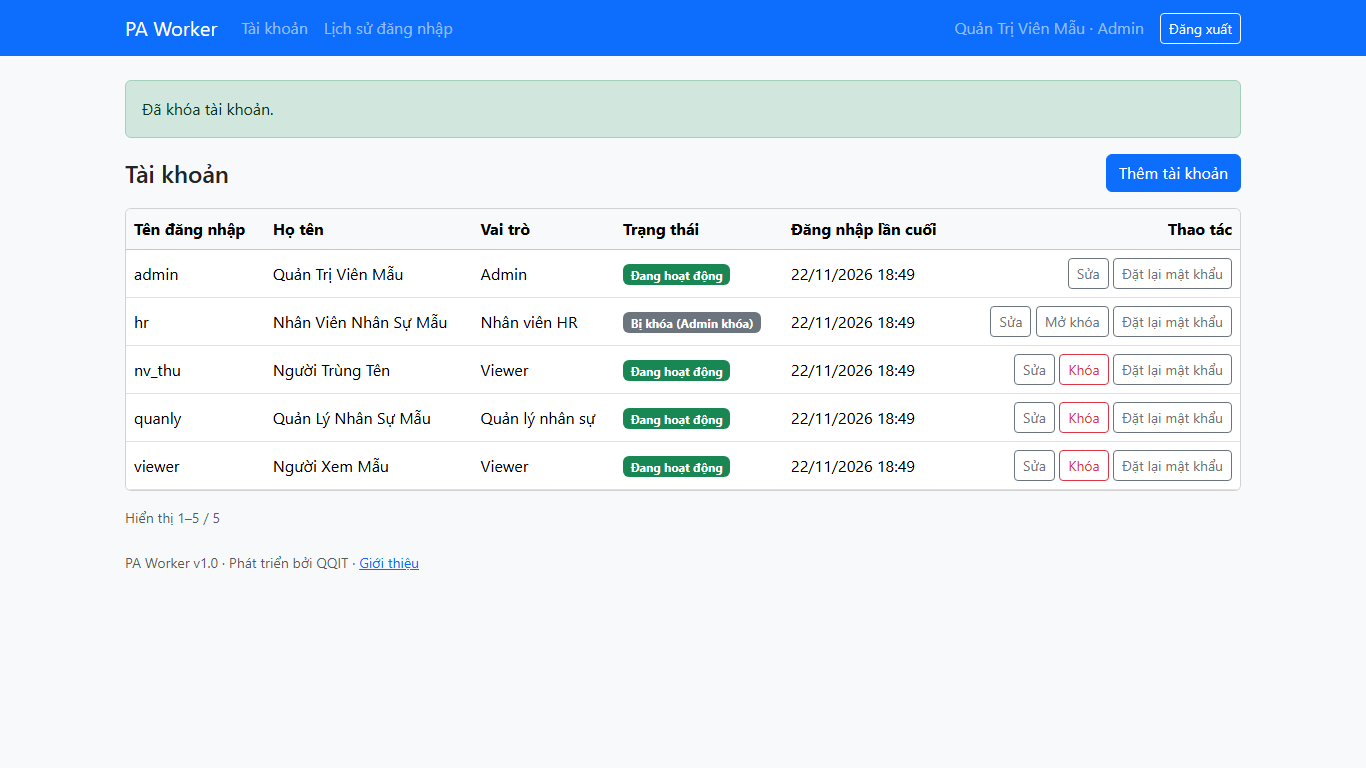 PA Worker Tài khoản Lịch sử đăng nhập Quản Trị Viên Mẫu · Admin Đăng xuất
Đã khóa tài khoản.
Tài khoản Thêm tài khoản
Tên đăng nhập Họ tên Vai trò Trạng thái Đăng nhập lần cuối Thao tác
admin Quản Trị Viên Mẫu Admin Đang hoạt động 22/11/2026 18:49 Sửa Đặt lại mật khẩu
hr Nhân Viên Nhân Sự Mẫu Nhân viên HR Bị khóa (Admin khóa) 22/11/2026 18:49 Sửa Mở khóa Đặt lại mật khẩu
nv_thu Người Trùng Tên Viewer Đang hoạt động 22/11/2026 18:49 Sửa Khóa Đặt lại mật khẩu
quanly Quản Lý Nhân Sự Mẫu Quản lý nhân sự Đang hoạt động 22/11/2026 18:49 Sửa Khóa Đặt lại mật khẩu
viewer Người Xem Mẫu Viewer Đang hoạt động 22/11/2026 18:49 Sửa Khóa Đặt lại mật khẩu
Hiển thị 1–5 / 5
PA Worker v1.0 · Phát triển bởi QQIT · Giới thiệu